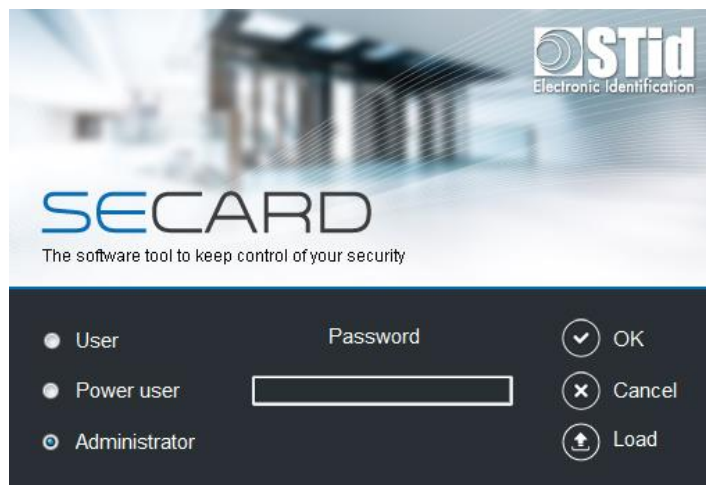 STid
Electronic Identification
SECARD
The software tool to keep control of your security
User
Password
OK
Power user
Cancel
Administrator
Load